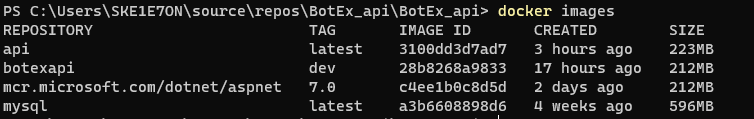 PS C:\Users\SKE1E7ON\source\repos\BotEx_api\BotEx_api> docker images
REPOSITORY TAG IMAGE ID CREATED SIZE
api latest 3100dd3d7ad7 3 hours ago 223MB
botexapi dev 28b8268a9833 17 hours ago 212MB
mcr.microsoft.com/dotnet/aspnet 7.0 c4ee1b0c8d5d 2 days ago 212MB
mysql latest a3b6608898d6 4 weeks ago 596MB